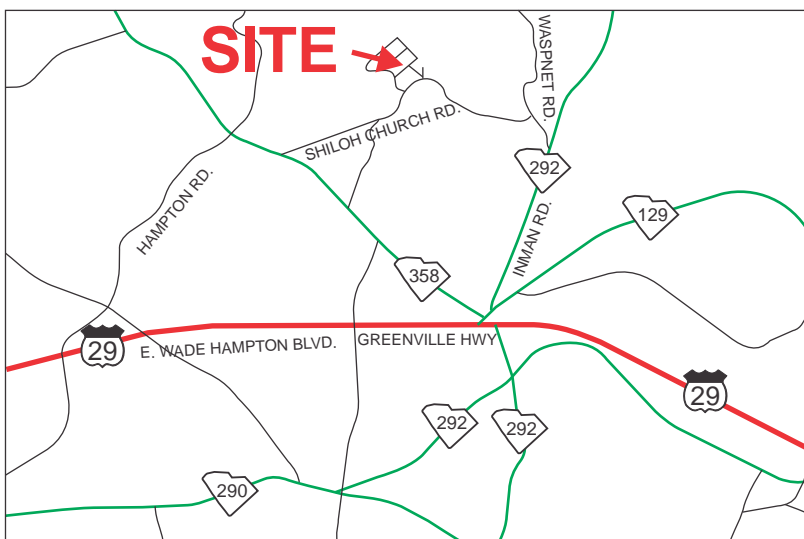 SITE
WASPNET RD.
SHILOH CHURCH RD.
292
HAMPTON RD.
INMAN RD.
129
358
29
E. WADE HAMPTON BLVD.
GREENVILLE HWY
29
292
292
290